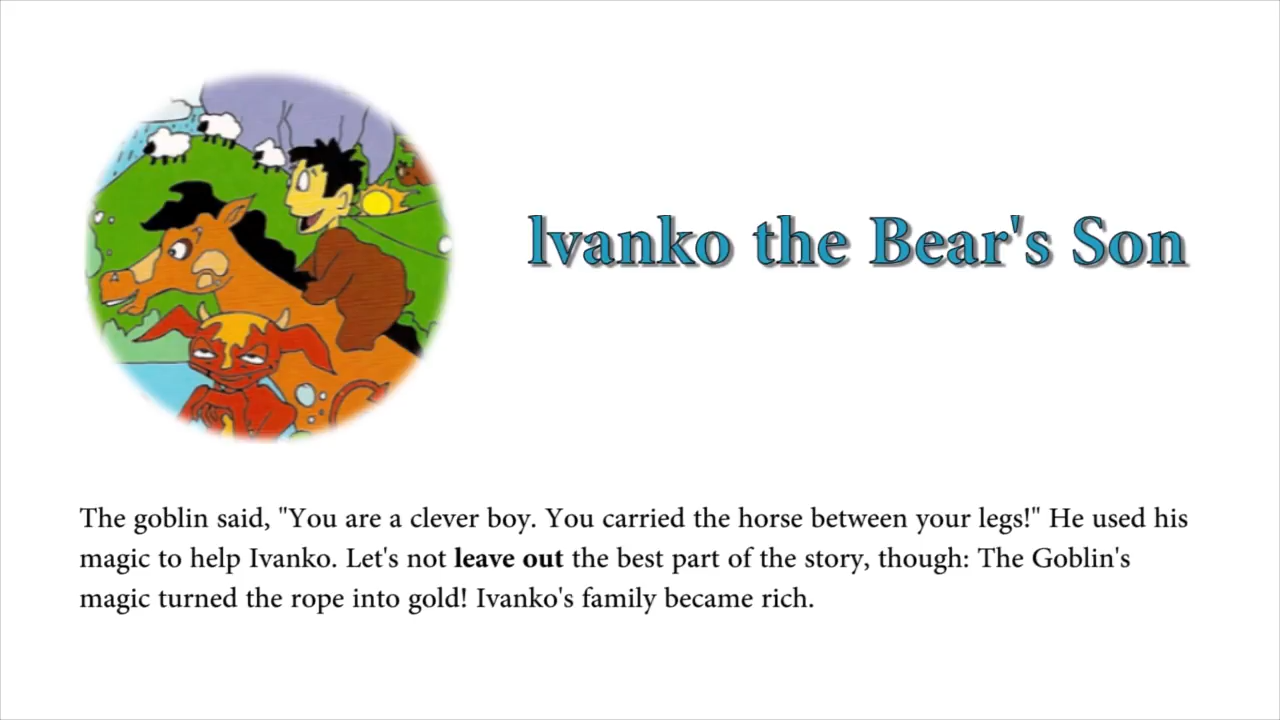 Ivanko the Bear's Son
The goblin said, "You are a clever boy. You carried the horse between your legs!" He used his
magic to help Ivanko. Let's not leave out the best part of the story, though: The Goblin's
magic turned the rope into gold! Ivanko's family became rich.